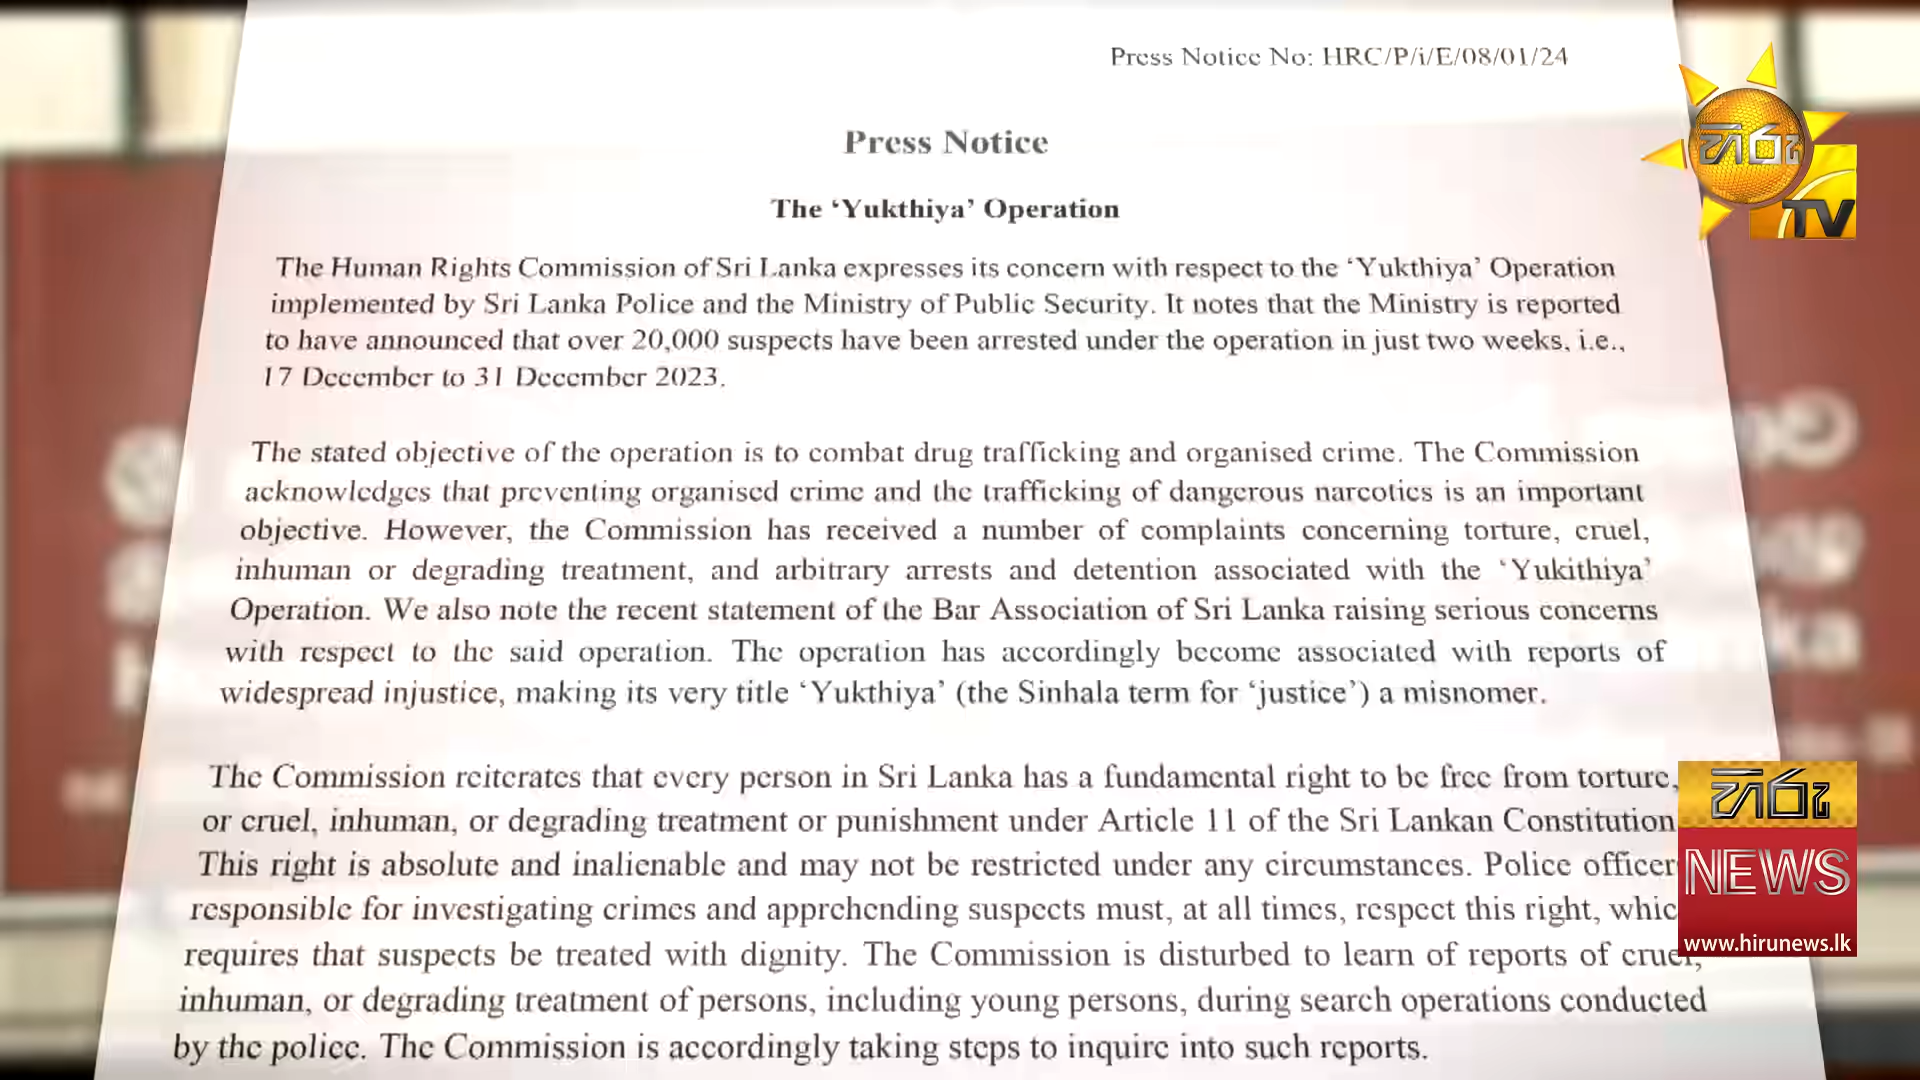 Press Notice No: HRC/P/i/E/08/01/24
Press Notice
The ‘Yukthiya’ Operation
The Human Rights Commission of Sri Lanka expresses its concern with respect to the ‘Yukthiya’ Operation
implemented by Sri Lanka Police and the Ministry of Public Security. It notes that the Ministry is reported
to have announced that over 20,000 suspects have been arrested under the operation in just two weeks, i.e.,
17 December to 31 December 2023.
The stated objective of the operation is to combat drug trafficking and organised crime. The Commission
acknowledges that preventing organised crime and the trafficking of dangerous narcotics is an important
objective. However, the Commission has received a number of complaints concerning torture, cruel,
inhuman or degrading treatment, and arbitrary arrests and detention associated with the ‘Yukithiya’
Operation. We also note the recent statement of the Bar Association of Sri Lanka raising serious concerns
with respect to the said operation. The operation has accordingly become associated with reports of
widespread injustice, making its very title ‘Yukthiya’ (the Sinhala term for ‘justice’) a misnomer.
The Commission reiterates that every person in Sri Lanka has a fundamental right to be free from torture,
or cruel, inhuman, or degrading treatment or punishment under Article 11 of the Sri Lankan Constitution
This right is absolute and inalienable and may not be restricted under any circumstances. Police officer
responsible for investigating crimes and apprehending suspects must, at all times, respect this right, whic
requires that suspects be treated with dignity. The Commission is disturbed to learn of reports of cruel,
inhuman, or degrading treatment of persons, including young persons, during search operations conducted
by the police. The Commission is accordingly taking steps to inquire into such reports.
හිරු
TV
හිරු
NEWS
www.hirunews.lk